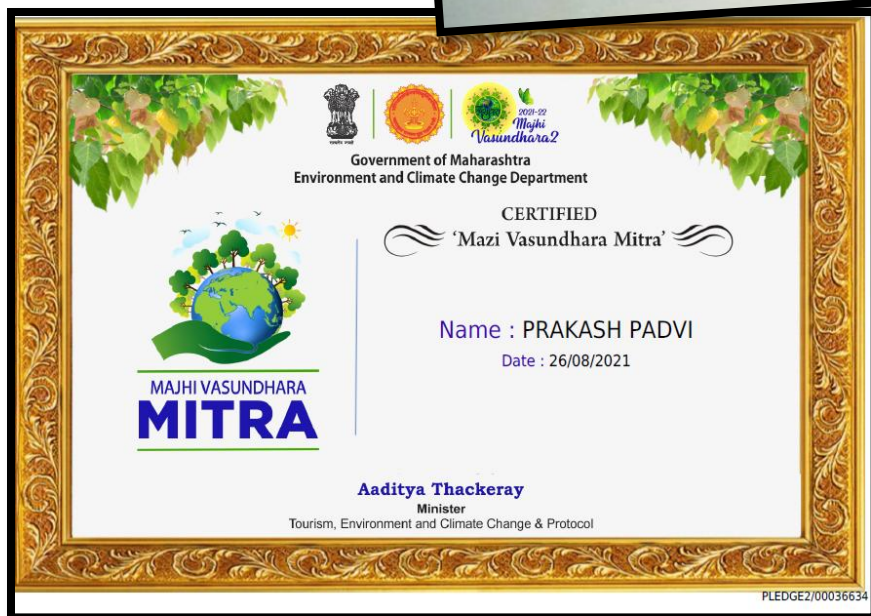 2021-22
Majhi
Vasundhara2
Government of Maharashtra
Environment and Climate Change Department
CERTIFIED
'Mazi Vasundhara Mitra'
Name : PRAKASH PADVI
Date : 26/08/2021
MAJHI VASUNDHARA
MITRA
Aaditya Thackeray
Minister
Tourism, Environment and Climate Change & Protocol
PLEDGE2/00036634